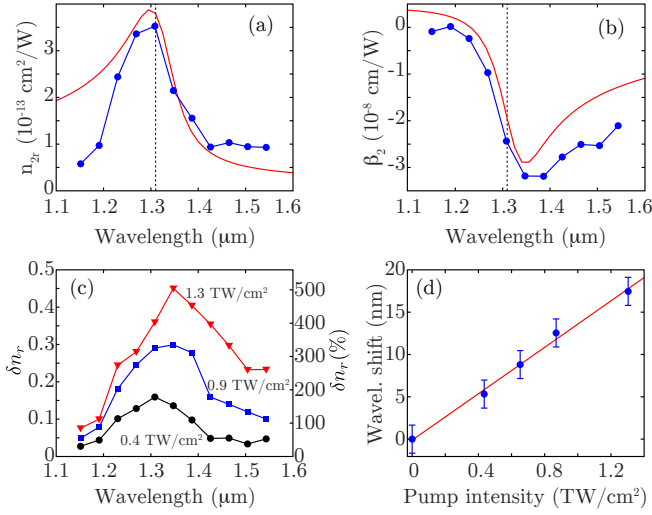 (a)
n2r (10-13 cm2/W)
4
3
2
1
0
1.1 1.2 1.3 1.4 1.5 1.6
Wavelength (μm)
(b)
β2 (10-8 cm/W)
0
-1
-2
-3
1.1 1.2 1.3 1.4 1.5 1.6
Wavelength (μm)
(c)
δnr
0.5
0.4
0.3
0.2
0.1
0
1.3 TW/cm2
0.9 TW/cm2
0.4 TW/cm2
500
400
300
200
100
0
δnr(%)
1.1 1.2 1.3 1.4 1.5 1.6
Wavelength (μm)
(d)
Wavel. shift (nm)
20
15
10
5
0
0 0.4 0.8 1.2
Pump intensity (TW/cm2)